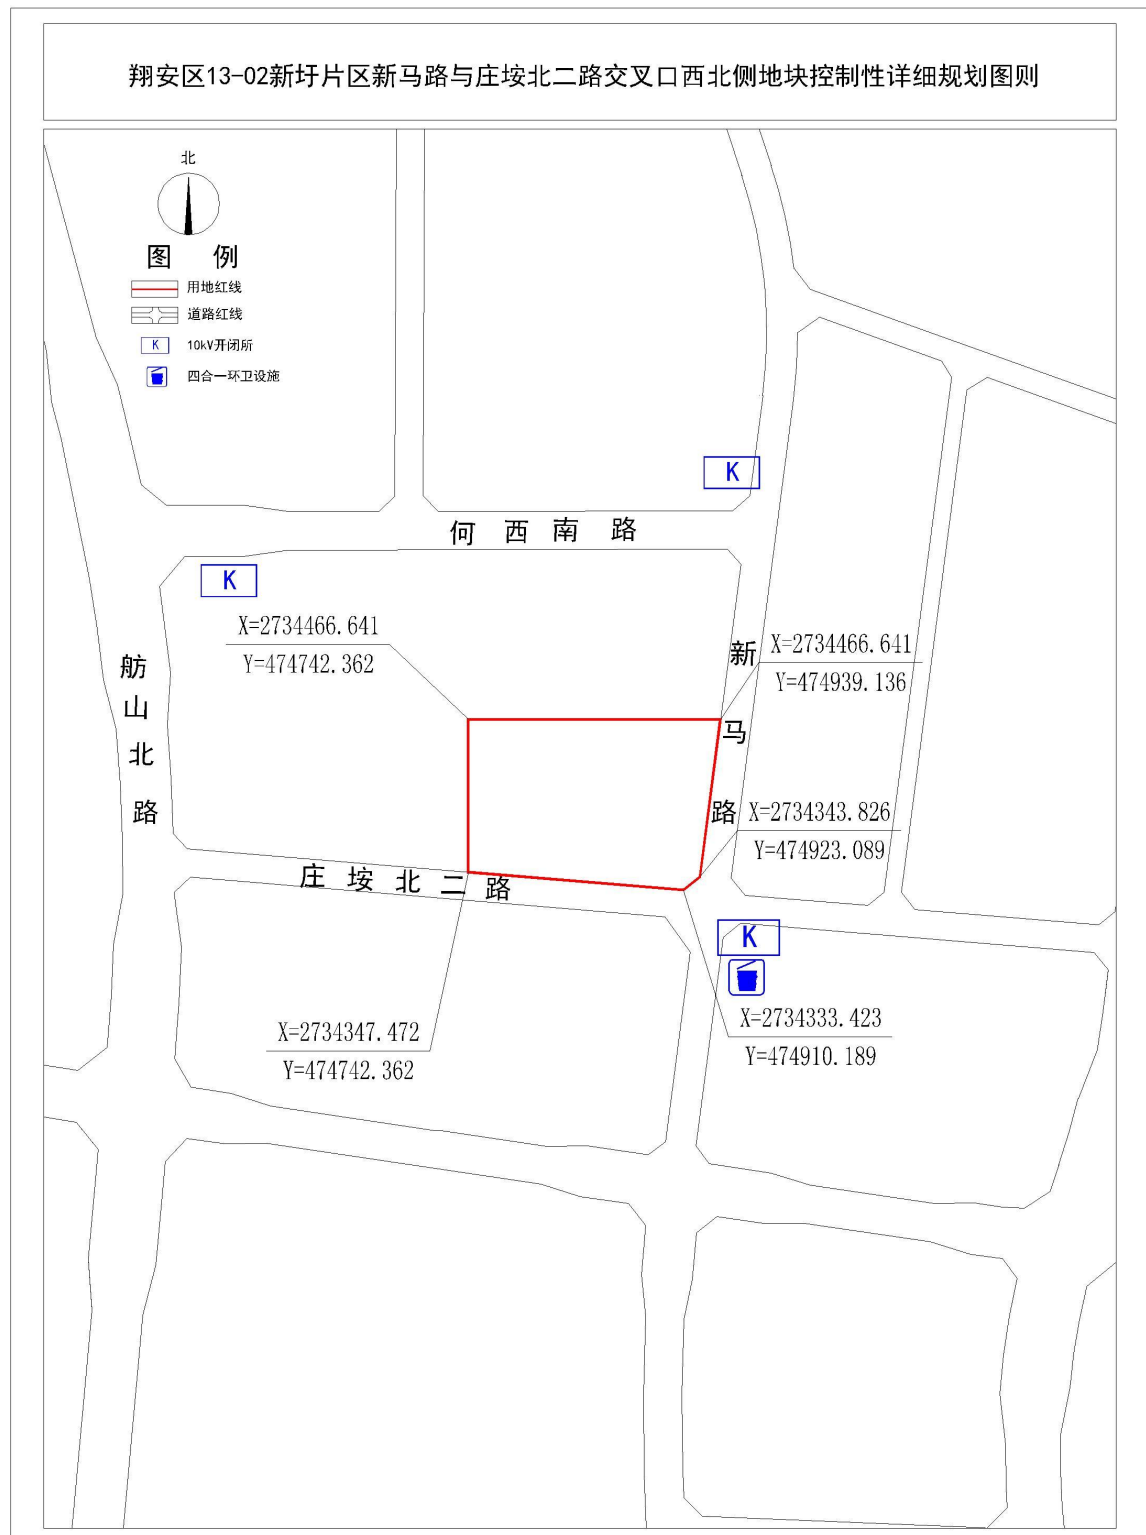 翔安区13-02新圩片区新马路与庄垵北二路交叉口西北侧地块控制性详细规划图则
北
图 例
用地红线
道路红线
K 10kV开闭所
四合一环卫设施
K
何西南路
K
X=2734466.641
Y=474742.362
X=2734466.641
Y=474939.136
舫山北路
新马路
X=2734343.826
Y=474923.089
庄垵北二路
K
X=2734333.423
Y=474910.189
X=2734347.472
Y=474742.362